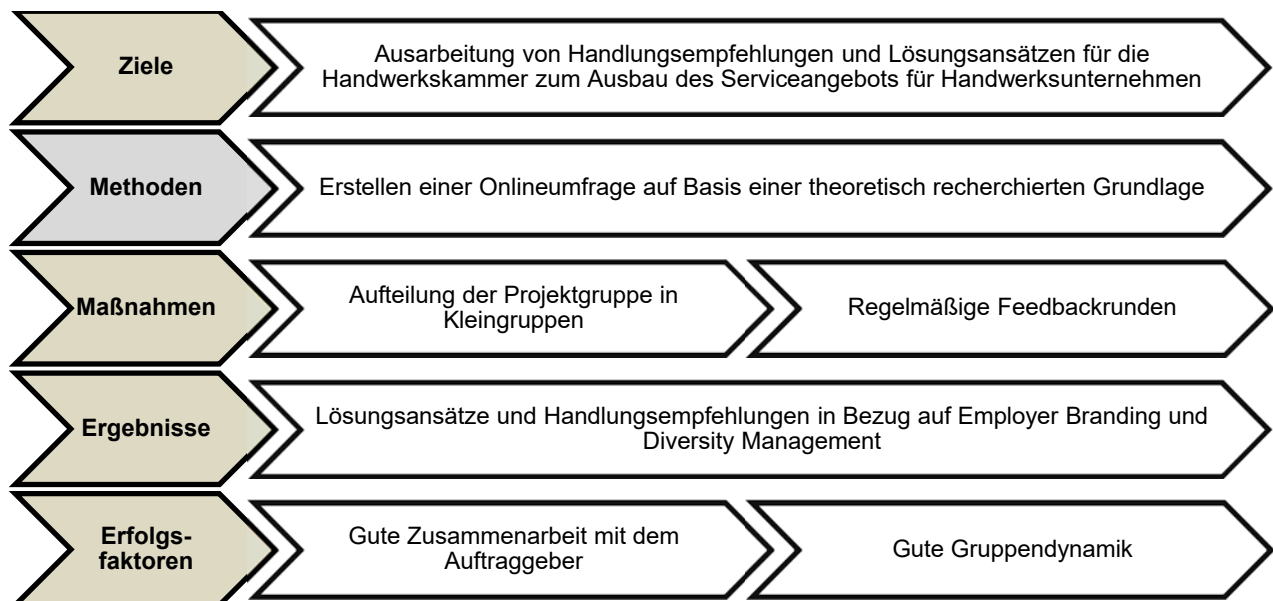 Ziele
Ausarbeitung von Handlungsempfehlungen und Lösungsansätzen für die
Handwerkskammer zum Ausbau des Serviceangebots für Handwerksunternehmen
Methoden
Erstellen einer Onlineumfrage auf Basis einer theoretisch recherchierten Grundlage
Maßnahmen
Aufteilung der Projektgruppe in
Kleingruppen
Regelmäßige Feedbackrunden
Ergebnisse
Lösungsansätze und Handlungsempfehlungen in Bezug auf Employer Branding und
Diversity Management
Erfolgs-
faktoren
Gute Zusammenarbeit mit dem
Auftraggeber
Gute Gruppendynamik